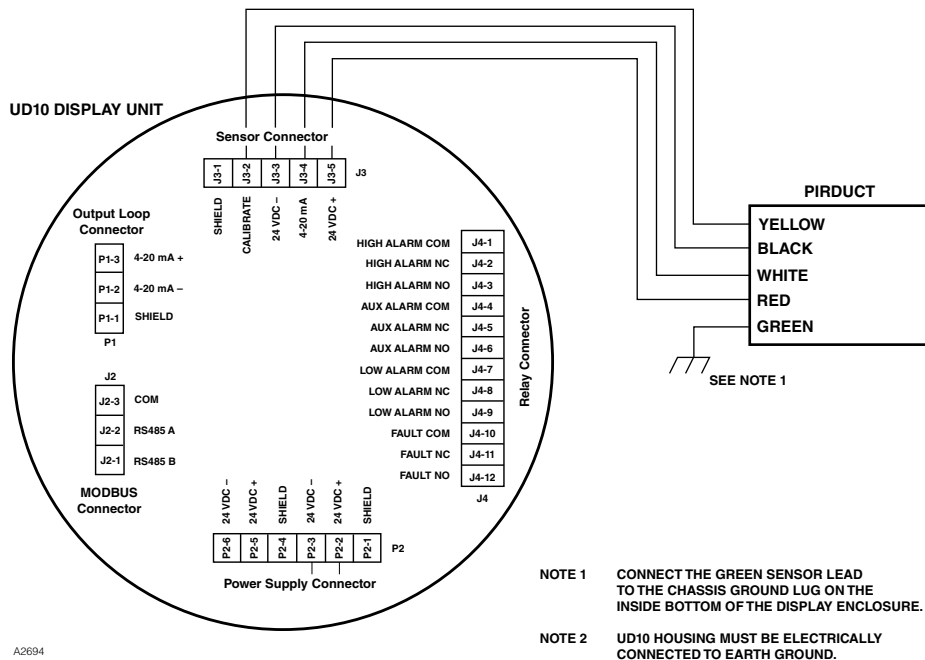 UD10 DISPLAY UNIT
Sensor Connector
J3-1
J3-2
J3-3
J3-4
J3-5
J3
SHIELD
CALIBRATE
24 VDC –
4-20 mA
24 VDC +
Output Loop
Connector
P1-3 4-20 mA +
P1-2 4-20 mA –
P1-1 SHIELD
P1
J2
J2-3 COM
J2-2 RS485 A
J2-1 RS485 B
MODBUS
Connector
HIGH ALARM COM J4-1
HIGH ALARM NC J4-2
HIGH ALARM NO J4-3
AUX ALARM COM J4-4
AUX ALARM NC J4-5
AUX ALARM NO J4-6
LOW ALARM COM J4-7
LOW ALARM NC J4-8
LOW ALARM NO J4-9
FAULT COM J4-10
FAULT NC J4-11
FAULT NO J4-12
J4
Relay Connector
24 VDC –
24 VDC +
SHIELD
24 VDC –
24 VDC +
SHIELD
P2-6
P2-5
P2-4
P2-3
P2-2
P2-1
P2
Power Supply Connector
PIRDUCT
YELLOW
BLACK
WHITE
RED
GREEN
SEE NOTE 1
NOTE 1 CONNECT THE GREEN SENSOR LEAD
TO THE CHASSIS GROUND LUG ON THE
INSIDE BOTTOM OF THE DISPLAY ENCLOSURE.
NOTE 2 UD10 HOUSING MUST BE ELECTRICALLY
CONNECTED TO EARTH GROUND.
A2694